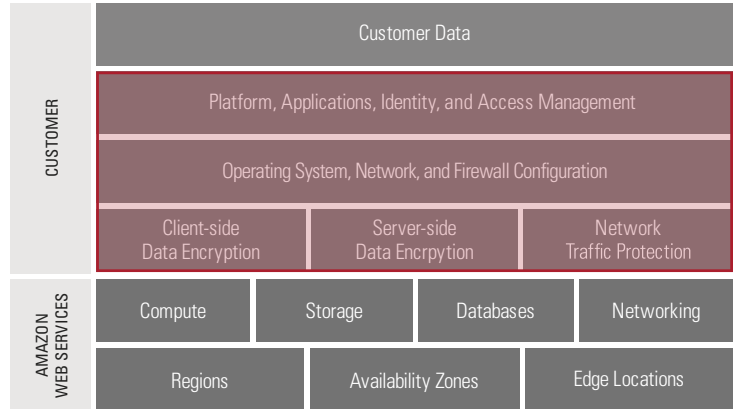 CUSTOMER
Customer Data
Platform, Applications, Identity, and Access Management
Operating System, Network, and Firewall Configuration
Client-side
Data Encryption
Server-side
Data Encrpytion
Network
Traffic Protection
AMAZON
WEB SERVICES
Compute
Storage
Databases
Networking
Regions
Availability Zones
Edge Locations